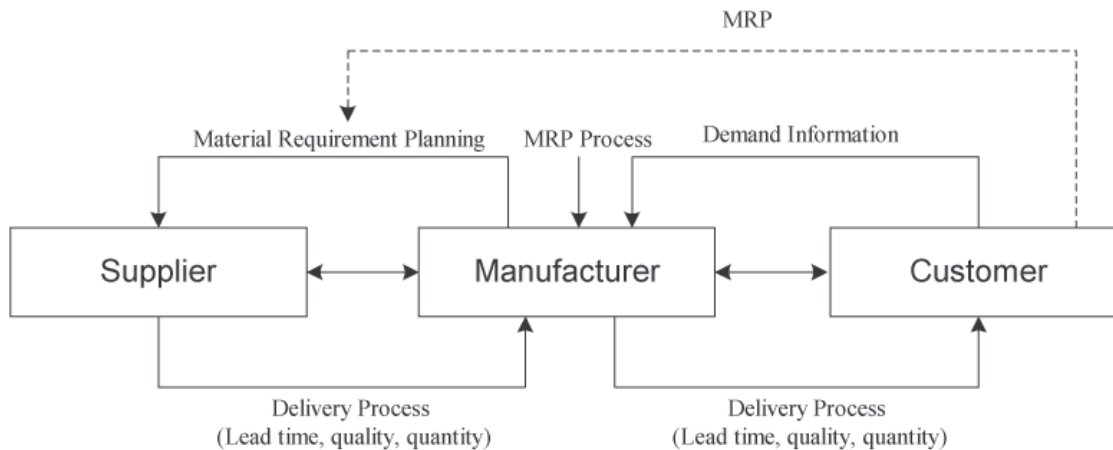 MRP
Material Requirement Planning
MRP Process
Demand Information
Supplier
Manufacturer
Customer
Delivery Process
(Lead time, quality, quantity)
Delivery Process
(Lead time, quality, quantity)